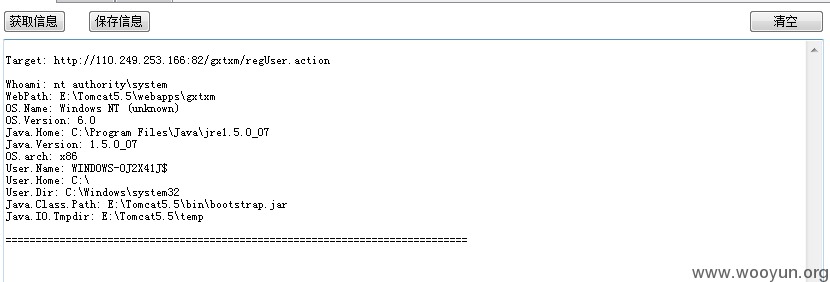 获取信息 保存信息 清空
Target: http://110.249.253.166:82/gxtxm/regUser.action
Whoami: nt authority\system
WebPath: E:\Tomcat5.5\webapps\gxtxm
OS.Name: Windows NT (unknown)
OS.Version: 6.0
Java.Home: C:\Program Files\Java\jre1.5.0_07
Java.Version: 1.5.0_07
OS.arch: x86
User.Name: WINDOWS-OJ2X41J$
User.Home: C:\
User.Dir: C:\Windows\system32
Java.Class.Path: E:\Tomcat5.5\bin\bootstrap.jar
Java.IO.Tmpdir: E:\Tomcat5.5\temp
=============================================================================
www.wooyun.org